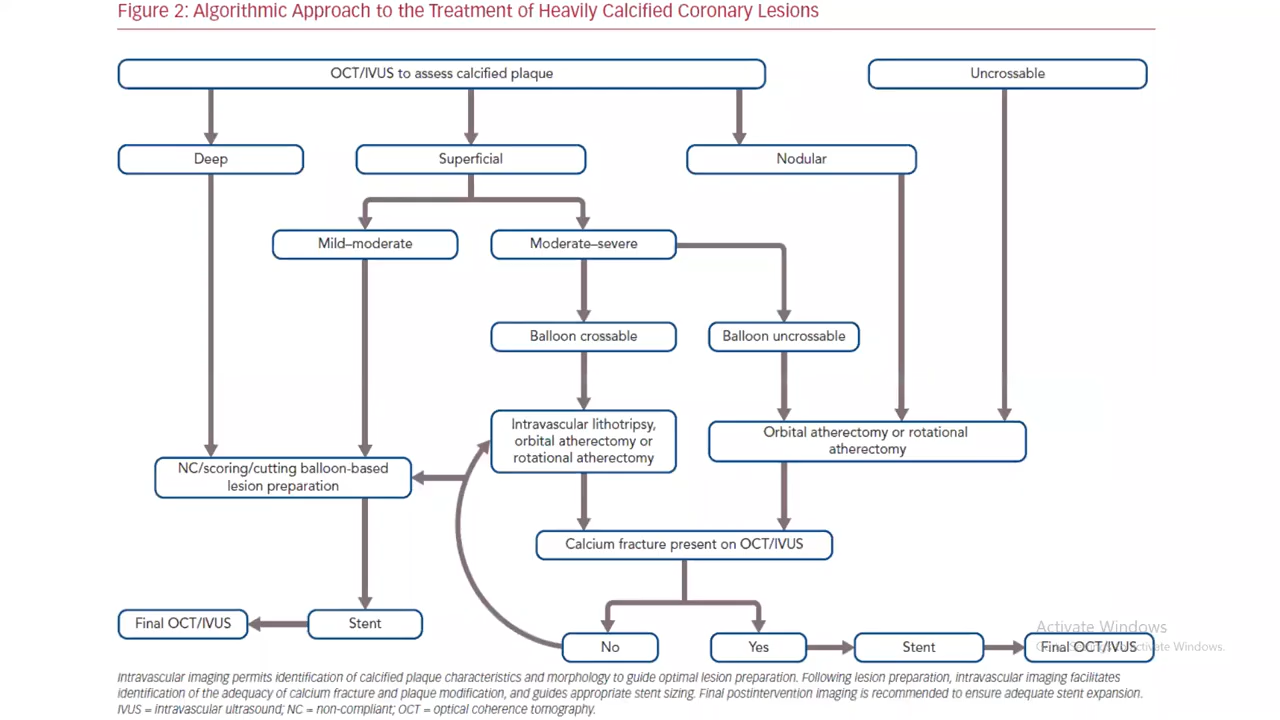 Figure 2: Algorithmic Approach to the Treatment of Heavily Calcified Coronary Lesions
OCT/IVUS to assess calcified plaque
Uncrossable
Deep
Superficial
Nodular
Mild–moderate
Moderate–severe
Balloon crossable
Balloon uncrossable
Intravascular lithotripsy,
orbital atherectomy or
rotational atherectomy
Orbital atherectomy or rotational
atherectomy
NC/scoring/cutting balloon-based
lesion preparation
Calcium fracture present on OCT/IVUS
Final OCT/IVUS
Stent
No
Yes
Stent
Final OCT/IVUS
Activate Windows
Activate Windows.
Intravascular imaging permits identification of calcified plaque characteristics and morphology to guide optimal lesion preparation. Following lesion preparation, intravascular imaging facilitates
identification of the adequacy of calcium fracture and plaque modification, and guides appropriate stent sizing. Final postintervention imaging is recommended to ensure adequate stent expansion.
IVUS = intravascular ultrasound; NC = non-compliant; OCT = optical coherence tomography.